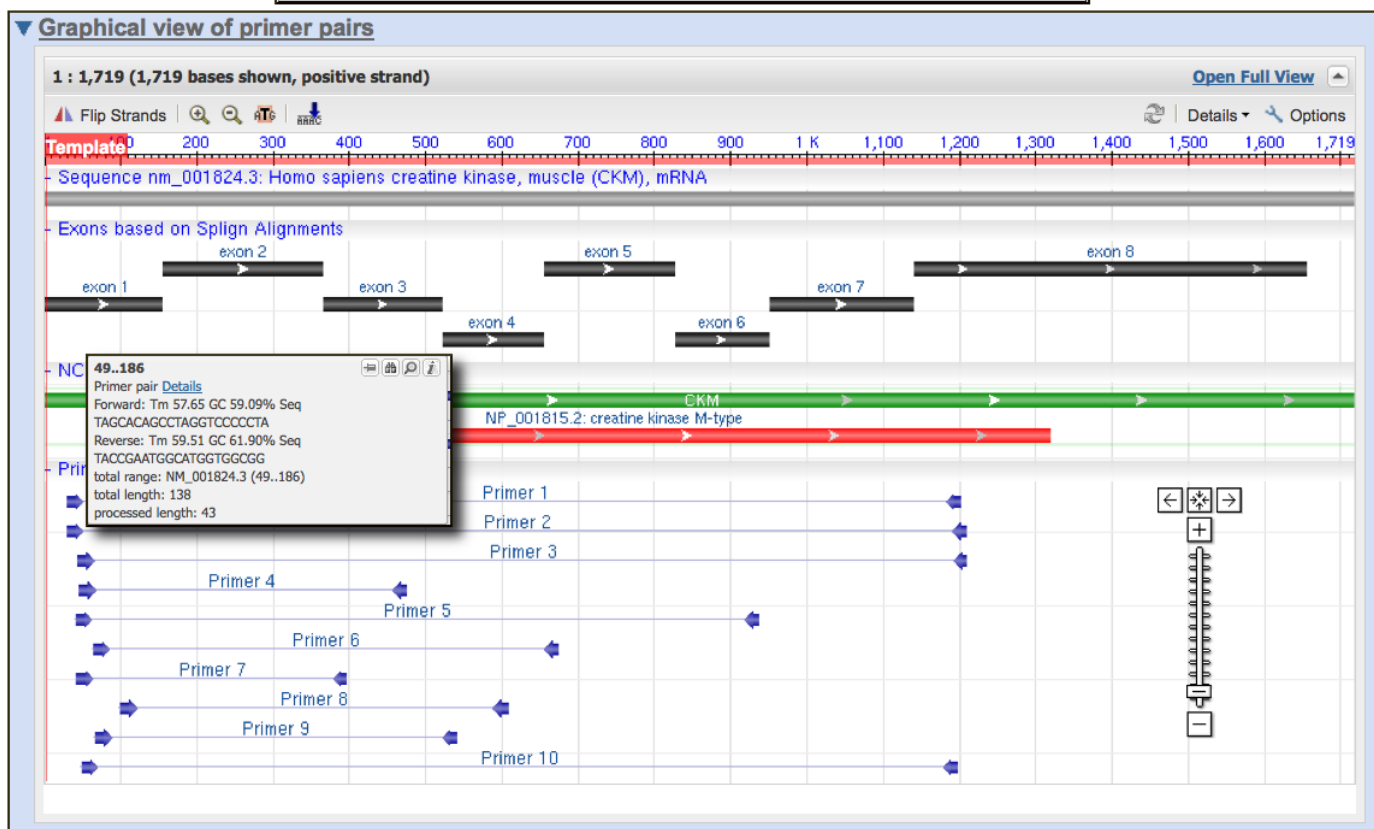 Graphical view of primer pairs
1 : 1,719 (1,719 bases shown, positive strand)
Open Full View
Flip Strands
ATG
Details
Options
Template
200 300 400 500 600 700 800 900 1 K 1,100 1,200 1,300 1,400 1,500 1,600 1,719
Sequence nm_001824.3: Homo sapiens creatine kinase, muscle (CKM), mRNA
Exons based on Splign Alignments
exon 2
exon 5
exon 8
exon 1
exon 3
exon 7
exon 4
exon 6
NC
49..186
Primer pair Details
Forward: Tm 57.65 GC 59.09% Seq
TAGCACAGCCTAGGTCCCCCTA
Reverse: Tm 59.51 GC 61.90% Seq
TACCGAATGGCATGGTGGCGG
total range: NM_001824.3 (49..186)
total length: 138
processed length: 43
CKM
NP_001815.2: creatine kinase M-type
Prir
Primer 1
Primer 2
Primer 3
Primer 4
Primer 5
Primer 6
Primer 7
Primer 8
Primer 9
Primer 10